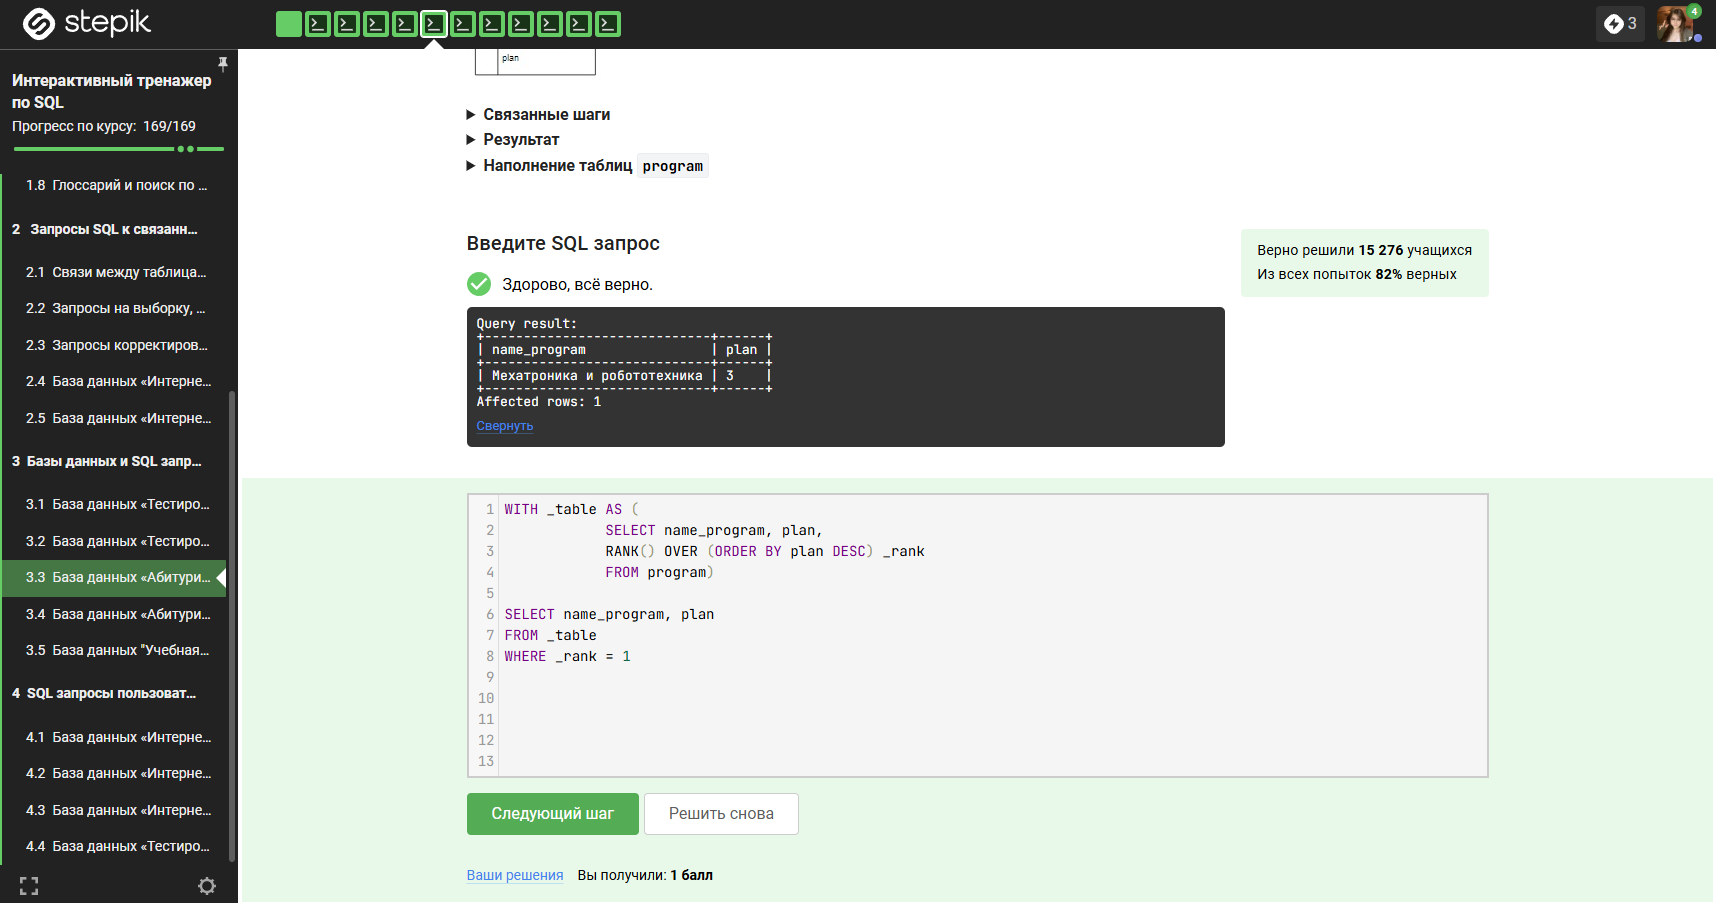 stepik
3
4
Интерактивный тренажер
по SQL
Прогресс по курсу: 169/169
1.8 Глоссарий и поиск по ...
2 Запросы SQL к связанн...
2.1 Связи между таблица...
2.2 Запросы на выборку, ...
2.3 Запросы корректиров...
2.4 База данных «Интерне...
2.5 База данных «Интерне...
3 Базы данных и SQL запр...
3.1 База данных «Тестиро...
3.2 База данных «Тестиро...
3.3 База данных «Абитури...
3.4 База данных «Абитури...
3.5 База данных "Учебная...
4 SQL запросы пользоват...
4.1 База данных «Интерне...
4.2 База данных «Интерне...
4.3 База данных «Интерне...
4.4 База данных «Тестиро...
plan
Связанные шаги
Результат
Наполнение таблиц program
Введите SQL запрос
Здорово, всё верно.
Верно решили 15 276 учащихся
Из всех попыток 82% верных
Query result:
+-----------------------------+------+
| name_program                | plan |
+-----------------------------+------+
| Мехатроника и робототехника | 3    |
+-----------------------------+------+
Affected rows: 1
Свернуть
1 WITH _table AS (
2             SELECT name_program, plan,
3             RANK() OVER (ORDER BY plan DESC) _rank
4             FROM program)
5
6 SELECT name_program, plan
7 FROM _table
8 WHERE _rank = 1
9
10
11
12
13
Следующий шаг
Решить снова
Ваши решения Вы получили: 1 балл